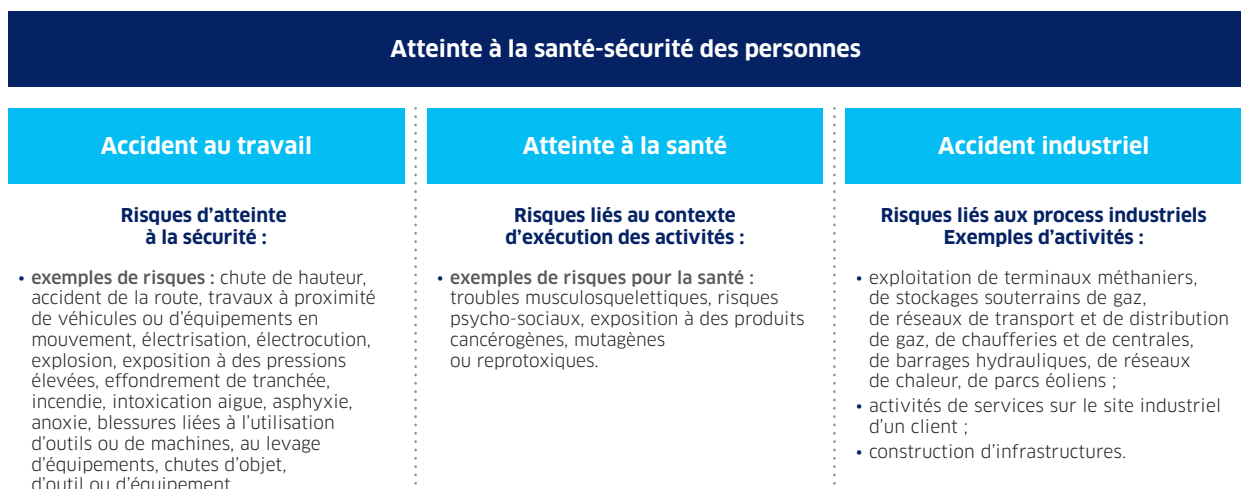 Atteinte à la santé-sécurité des personnes
Accident au travail
Risques d'atteinte
à la sécurité :
• exemples de risques : chute de hauteur,
accident de la route, travaux à proximité
de véhicules ou d'équipements en
mouvement, électrisation, électrocution,
explosion, exposition à des pressions
élevées, effondrement de tranchée,
incendie, intoxication aigue, asphyxie,
anoxie, blessures liées à l'utilisation
d'outils ou de machines, au levage
d'équipements, chutes d'objet,
d'outil ou d'équipement
Atteinte à la santé
Risques liés au contexte
d'exécution des activités :
• exemples de risques pour la santé :
troubles musculosquelettiques, risques
psycho-sociaux, exposition à des produits
cancérogènes, mutagènes
ou reprotoxiques.
Accident industriel
Risques liés aux process industriels
Exemples d'activités :
• exploitation de terminaux méthaniers,
de stockages souterrains de gaz,
de réseaux de transport et de distribution
de gaz, de chaufferies et de centrales,
de barrages hydrauliques, de réseaux
de chaleur, de parcs éoliens ;
• activités de services sur le site industriel
d'un client ;
• construction d'infrastructures.